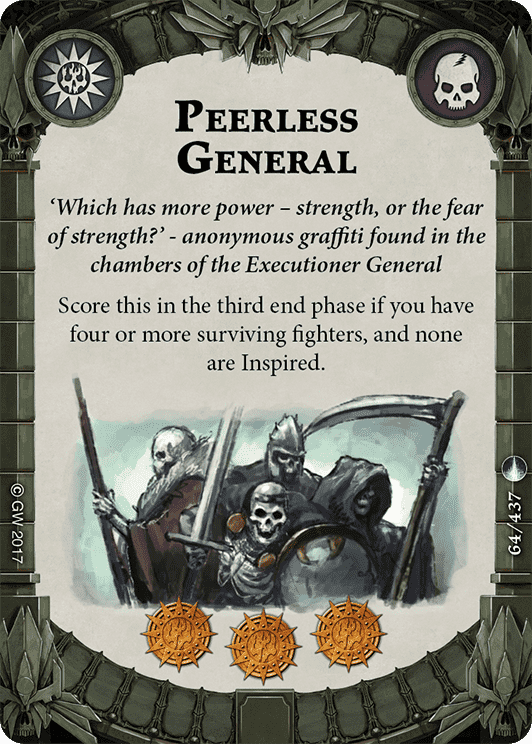 PEERLESS
GENERAL
‘Which has more power – strength, or the fear
of strength?’ - anonymous graffiti found in the
chambers of the Executioner General
Score this in the third end phase if you have
four or more surviving fighters, and none
are Inspired.
© GW 2017
64/437